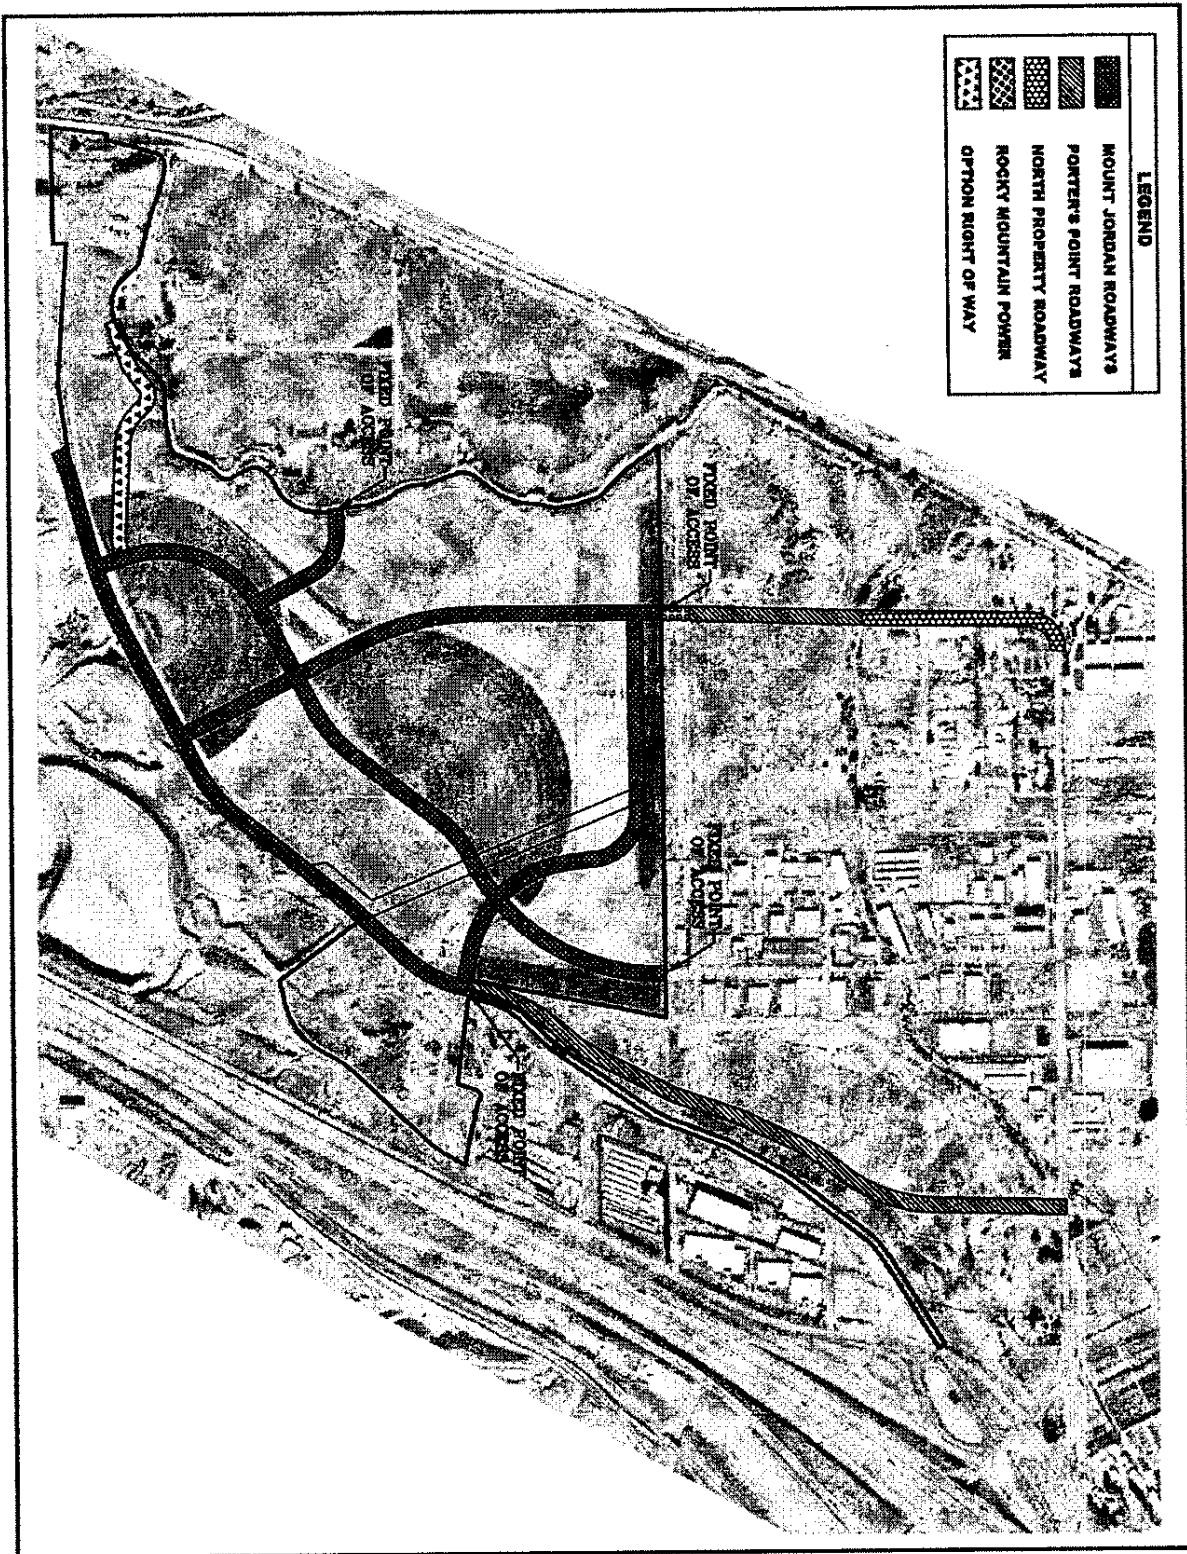 LEGEND
MOUNT JORDAN ROADWAYS
PORTER'S POINT ROADWAYS
NORTH PROPERTY ROADWAY
ROCKY MOUNTAIN POWER
OPTION RIGHT OF WAY
FIXED POINT
OF ACCESS
FIXED POINT
OF ACCESS
FIXED POINT
OF ACCESS
FIXED POINT
OF ACCESS